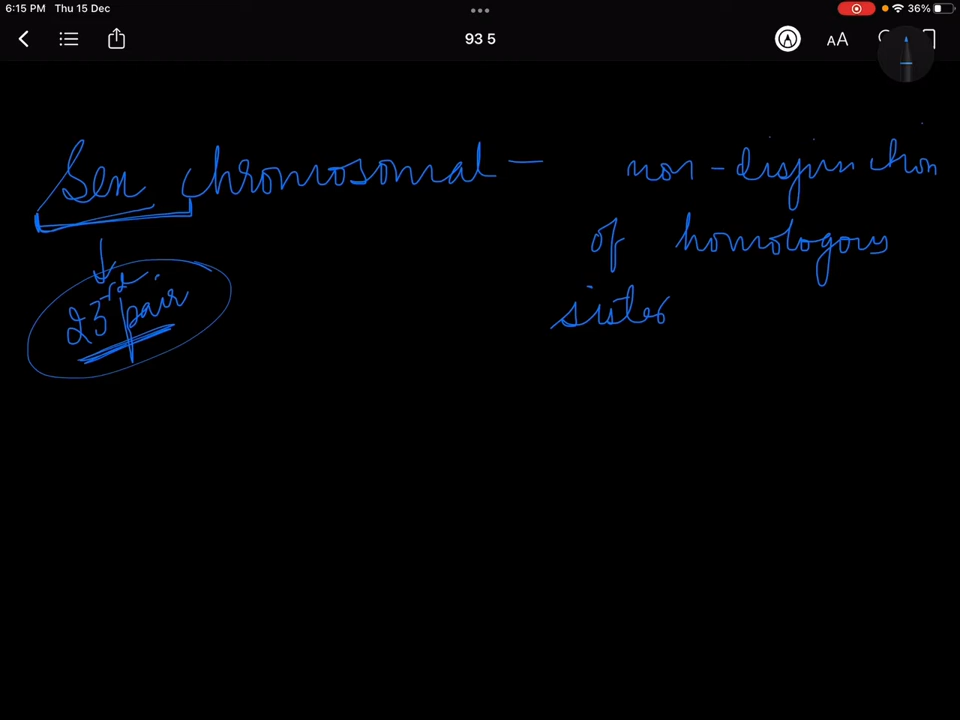 6:15 PM Thu 15 Dec
36%
93 5
AA
Sex chromosomal - non-disjunction
of homologous
23rd pair
sister